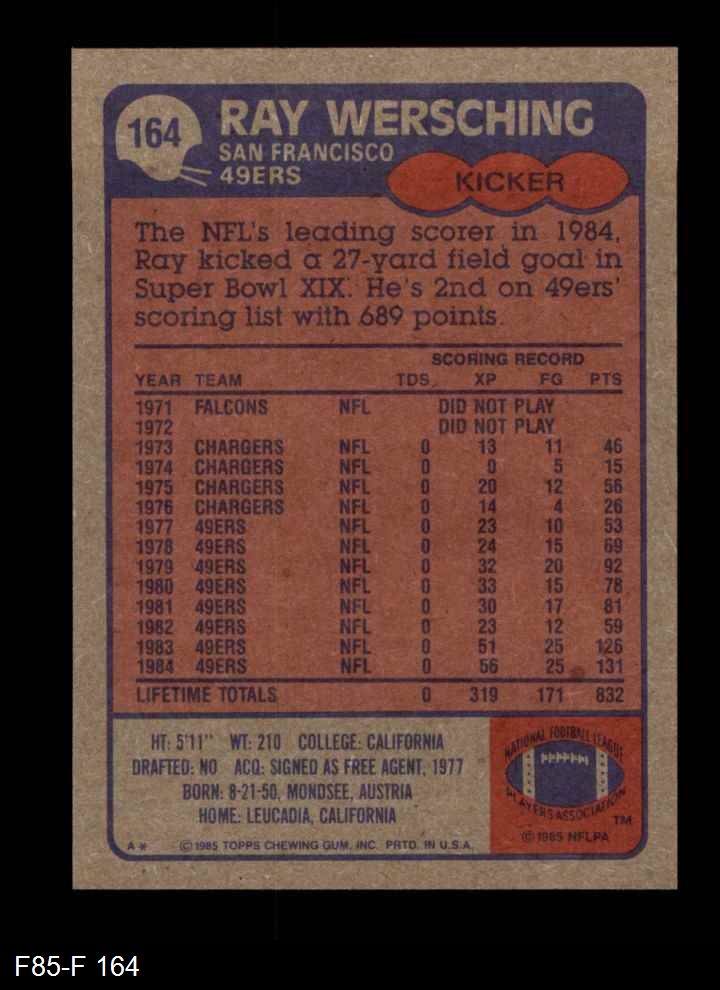 164
RAY WERSCHING
SAN FRANCISCO
49ERS
KICKER
The NFL's leading scorer in 1984,
Ray kicked a 27-yard field goal in
Super Bowl XIX. He's 2nd on 49ers'
scoring list with 689 points.
SCORING RECORD
YEAR TEAM TDS XP FG PTS
1971 FALCONS NFL DID NOT PLAY
1972 DID NOT PLAY
1973 CHARGERS NFL 0 13 11 46
1974 CHARGERS NFL 0 0 5 15
1975 CHARGERS NFL 0 20 12 56
1976 CHARGERS NFL 0 14 4 26
1977 49ERS NFL 0 23 10 53
1978 49ERS NFL 0 24 15 69
1979 49ERS NFL 0 32 20 92
1980 49ERS NFL 0 33 15 78
1981 49ERS NFL 0 30 17 81
1982 49ERS NFL 0 23 12 59
1983 49ERS NFL 0 51 25 126
1984 49ERS NFL 0 56 25 131
LIFETIME TOTALS 0 319 171 832
HT: 5'11" WT: 210 COLLEGE: CALIFORNIA
DRAFTED: NO ACQ: SIGNED AS FREE AGENT, 1977
BORN: 8-21-50, MONDSEE, AUSTRIA
HOME: LEUCADIA, CALIFORNIA
A* © 1985 TOPPS CHEWING GUM, INC. PRTD. IN U.S.A.
NATIONAL FOOTBALL LEAGUE
PLAYERS ASSOCIATION
TM
© 1985 NFLPA
F85-F 164